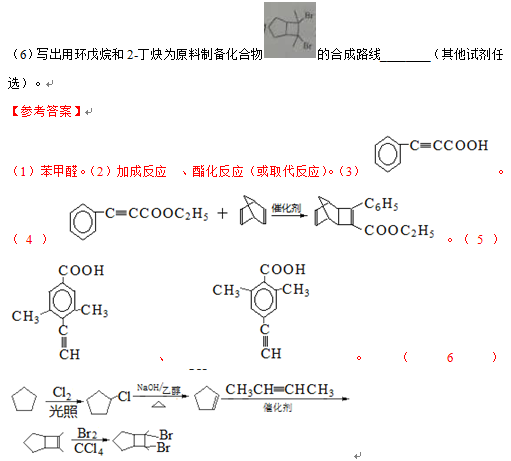 Br
Br
(6)写出用环戊烷和2-丁炔为原料制备化合物的合成路线________(其他试剂任
选)。
【参考答案】
C≡CCOOH
(1)苯甲醛。(2)加成反应 、酯化反应(或取代反应)。(3) 。
C≡CCOOC2H5 + 催化剂 C6H5
(4) COOC2H5 。(5)
COOH COOH
CH3 CH3 CH3 CH3
C≡CH 、 C≡CH 。(6)
Cl2 光照 Cl NaOH/乙醇 △ CH3CH≡CHCH3 催化剂
Br2 CCl4 Br Br